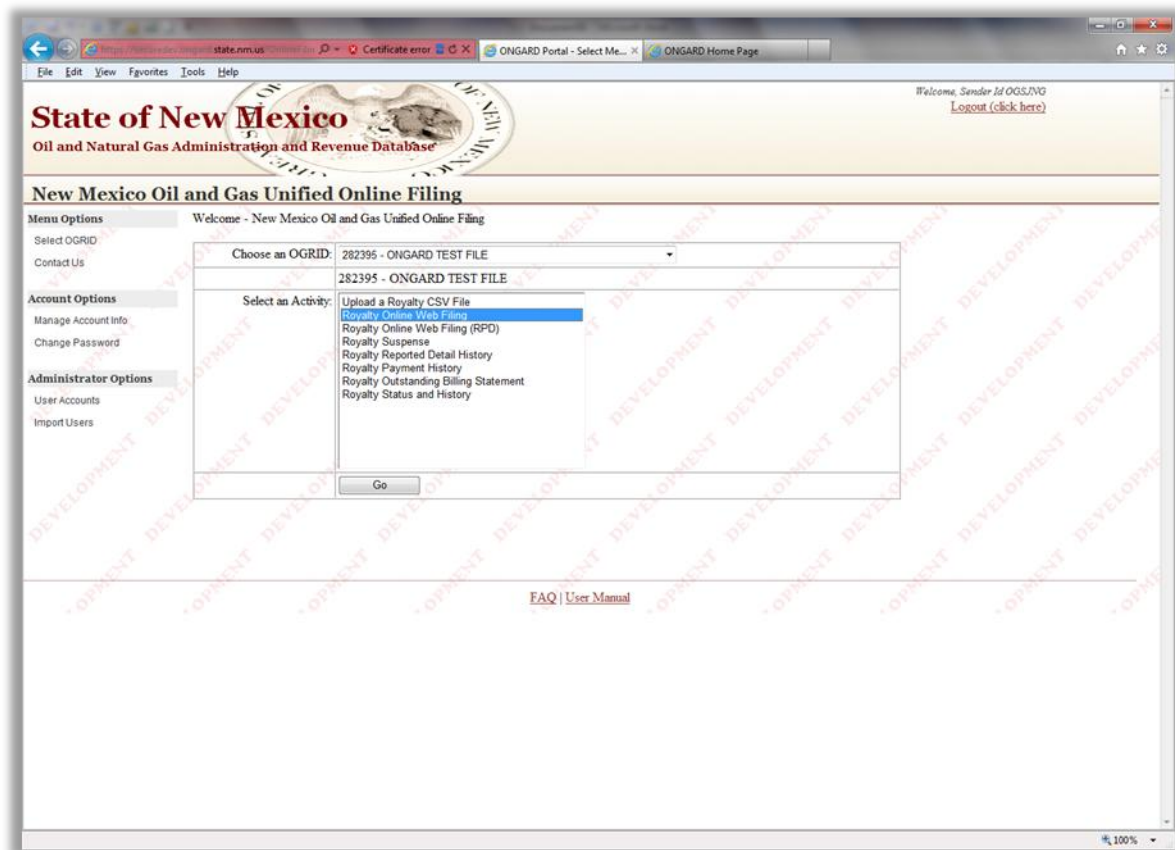 state.nm.us
Certificate error
ONGARD Portal - Select Me...
ONGARD Home Page
File Edit View Favorites Tools Help
Welcome, Sender Id OGSJNG
Logout (click here)
State of New Mexico
Oil and Natural Gas Administration and Revenue Database
New Mexico Oil and Gas Unified Online Filing
Menu Options
Select OGRID
Contact Us
Account Options
Manage Account Info
Change Password
Administrator Options
User Accounts
Import Users
Welcome - New Mexico Oil and Gas Unified Online Filing
Choose an OGRID: 282395 - ONGARD TEST FILE
282395 - ONGARD TEST FILE
Select an Activity:
Upload a Royalty CSV File
Royalty Online Web Filing
Royalty Online Web Filing (RPD)
Royalty Suspense
Royalty Reported Detail History
Royalty Payment History
Royalty Outstanding Billing Statement
Royalty Status and History
Go
FAQ | User Manual
DEVELOPMENT
100%